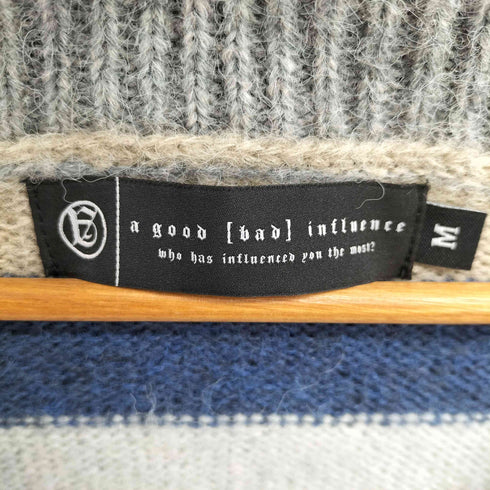 a good [bad] influence
who has influenced you the most?
M